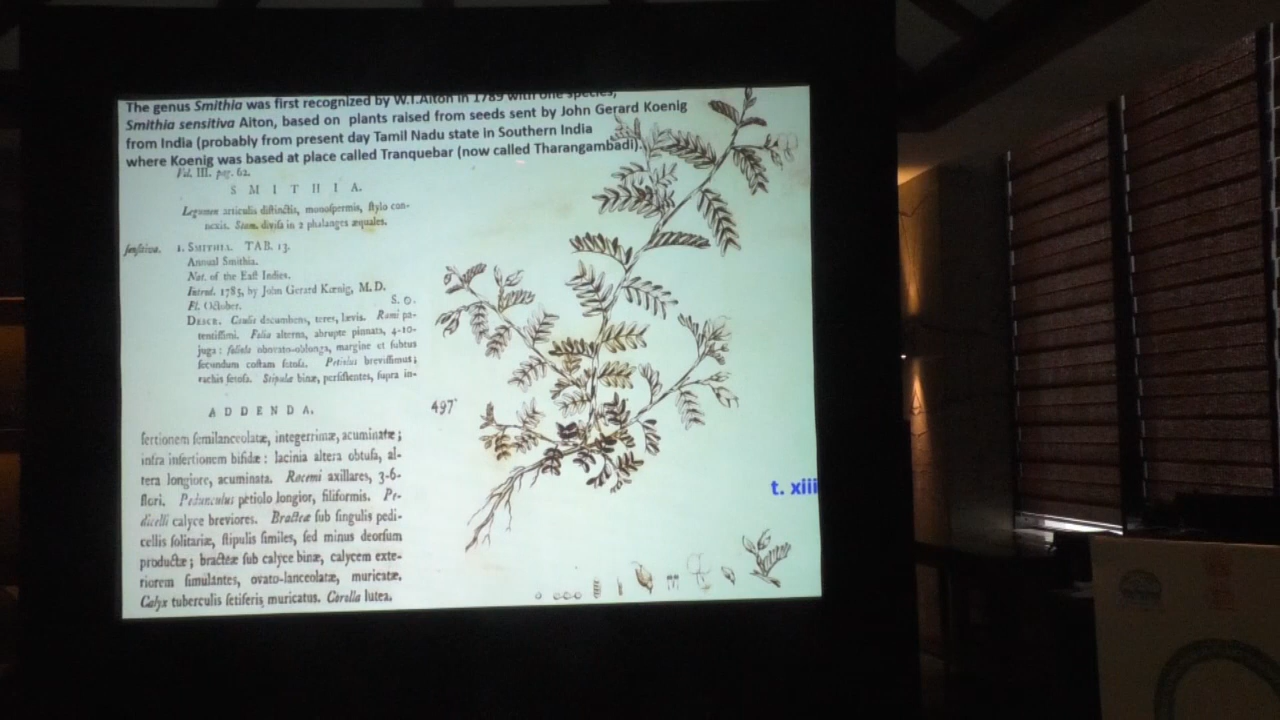 The genus Smithia was first recognized by W.T.Aiton in 1789 with one species,
Smithia sensitiva Aiton, based on plants raised from seeds sent by John Gerard Koenig
from India (probably from present day Tamil Nadu state in Southern India
where Koenig was based at place called Tranquebar (now called Tharangambadi).
Vol. III. pag. 62.
S M I T H I A.
Legumen articulis diſtinctis, monoſpermis, ſtylo con-
nexis. Stam. diviſa in 2 phalanges æquales.
ſenſitiva. 1. SMITHIA. TAB. 13.
Annual Smithia.
Nat. of the Eaſt Indies.
Introd. 1785, by John Gerard Kœnig, M.D.
Fl. October. S. ⊙.
DESCR. Caulis decumbens, teres, lævis. Rami pa-
tentiſſimi. Folia alterna, abrupte pinnata, 4-10-
juga: foliola obovato-oblonga, margine et ſubtus
ſecundum coſtam ſetoſa. Petiolus breviſſimus;
rachis ſetoſa. Stipulæ binæ, perſiſtentes, ſupra in-
A D D E N D A.
ſertionem ſemilanceolatæ, integerrimæ, acuminatæ;
infra inſertionem bifidæ: lacinia altera obtuſa, al-
tera longiore, acuminata. Racemi axillares, 3-6-
flori. Pedunculus petiolo longior, filiformis. Pe-
dicelli calyce breviores. Bracteæ ſub ſingulis pedi-
cellis ſolitariæ, ſtipulis ſimiles, ſed minus deorſum
productæ; bracteæ ſub calyce binæ, calycem exte-
riorem ſimulantes, ovato-lanceolatæ, muricatæ.
Calyx tuberculis ſetiferis muricatus. Corolla lutea.
497
t. xiii